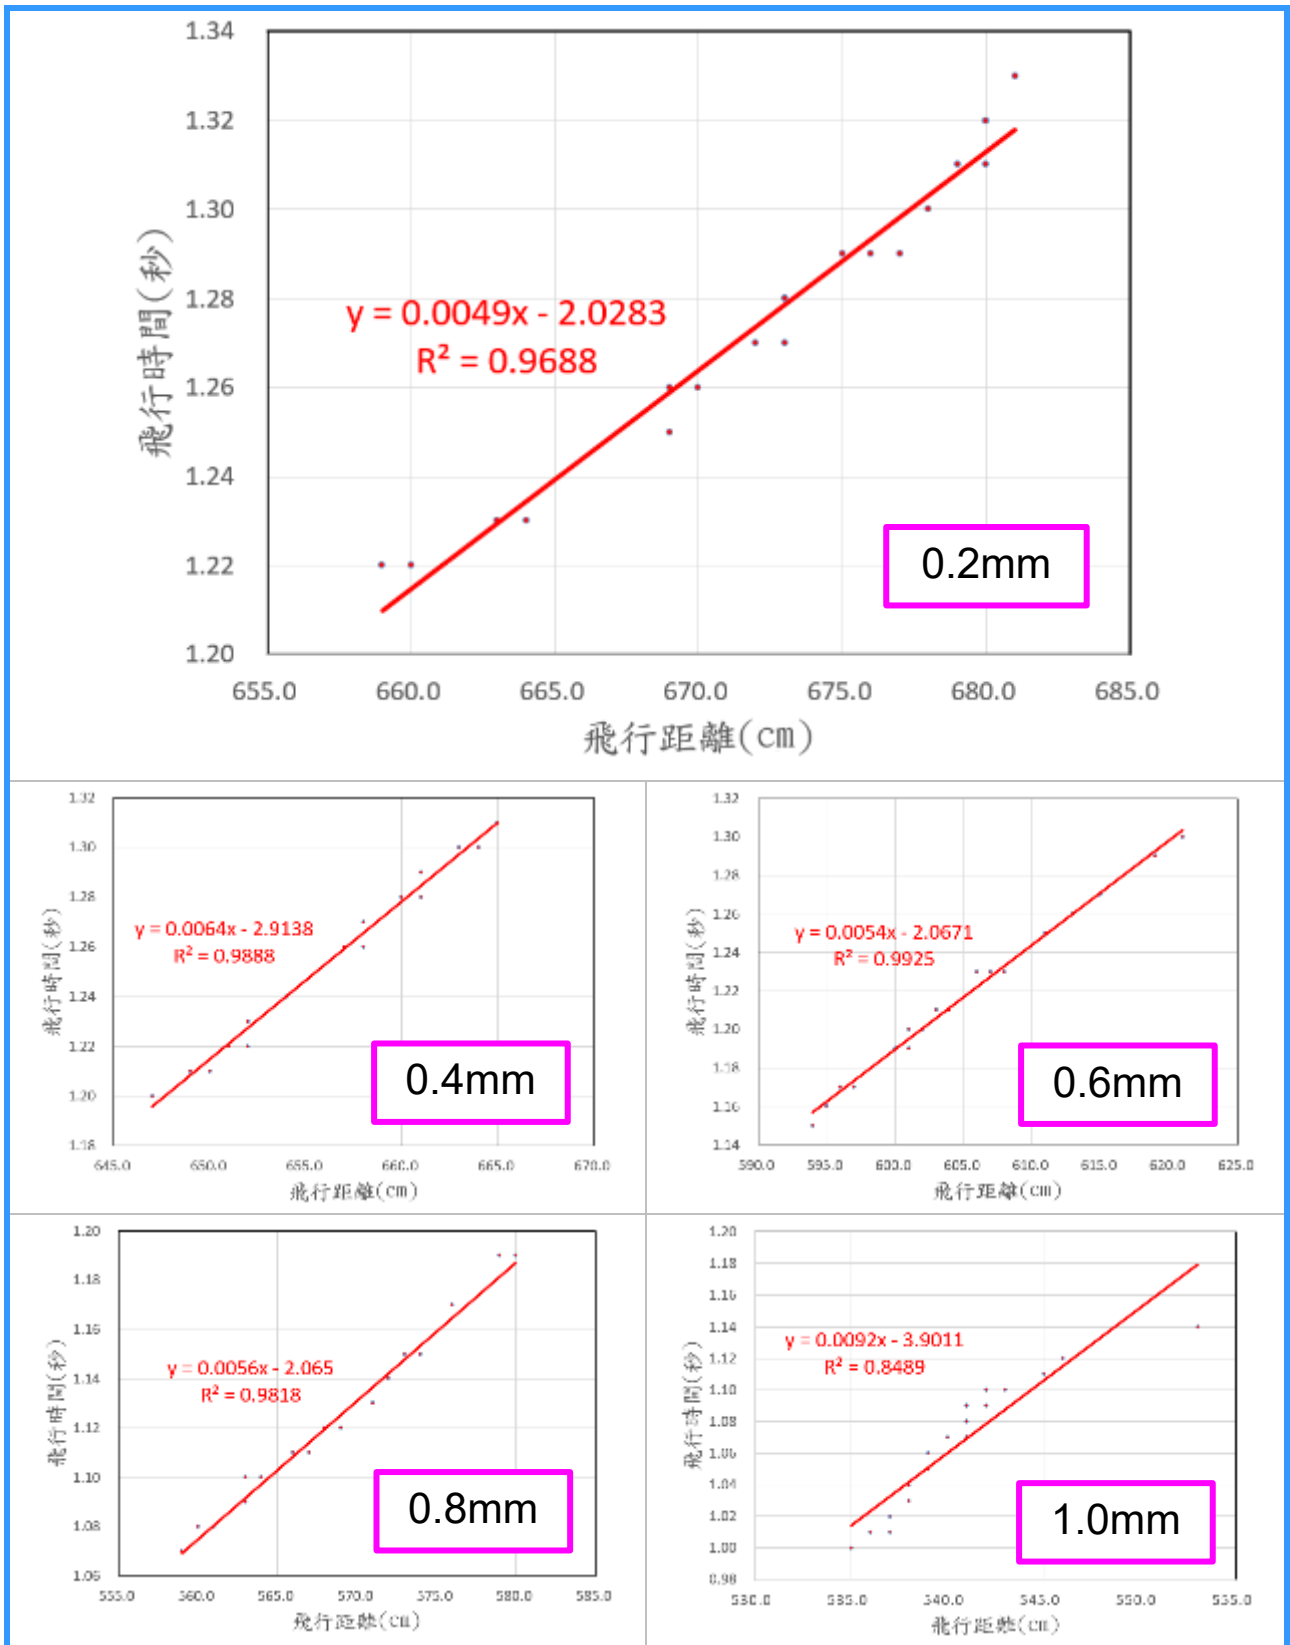 1.34
1.32
1.30
1.28
1.26
1.24
1.22
1.20
飛行時間(秒)
y = 0.0049x - 2.0283
R² = 0.9688
0.2mm
655.0 660.0 665.0 670.0 675.0 680.0 685.0
飛行距離(cm)
1.32
1.30
1.28
1.26
1.24
1.22
1.20
1.18
飛行時間(秒)
y = 0.0064x - 2.9138
R² = 0.9888
0.4mm
645.0 650.0 655.0 660.0 665.0 670.0
飛行距離(cm)
1.32
1.30
1.28
1.26
1.24
1.22
1.20
1.18
1.16
1.14
飛行時間(秒)
y = 0.0054x - 2.0671
R² = 0.9925
0.6mm
590.0 595.0 600.0 605.0 610.0 615.0 620.0 625.0
飛行距離(cm)
1.20
1.18
1.16
1.14
1.12
1.10
1.08
1.06
飛行時間(秒)
y = 0.0056x - 2.065
R² = 0.9818
0.8mm
555.0 560.0 565.0 570.0 575.0 580.0 585.0
飛行距離(cm)
1.20
1.18
1.16
1.14
1.12
1.10
1.08
1.06
1.04
1.02
1.00
0.98
飛行時間(秒)
y = 0.0092x - 3.9011
R² = 0.8489
1.0mm
530.0 535.0 540.0 545.0 550.0 555.0
飛行距離(cm)